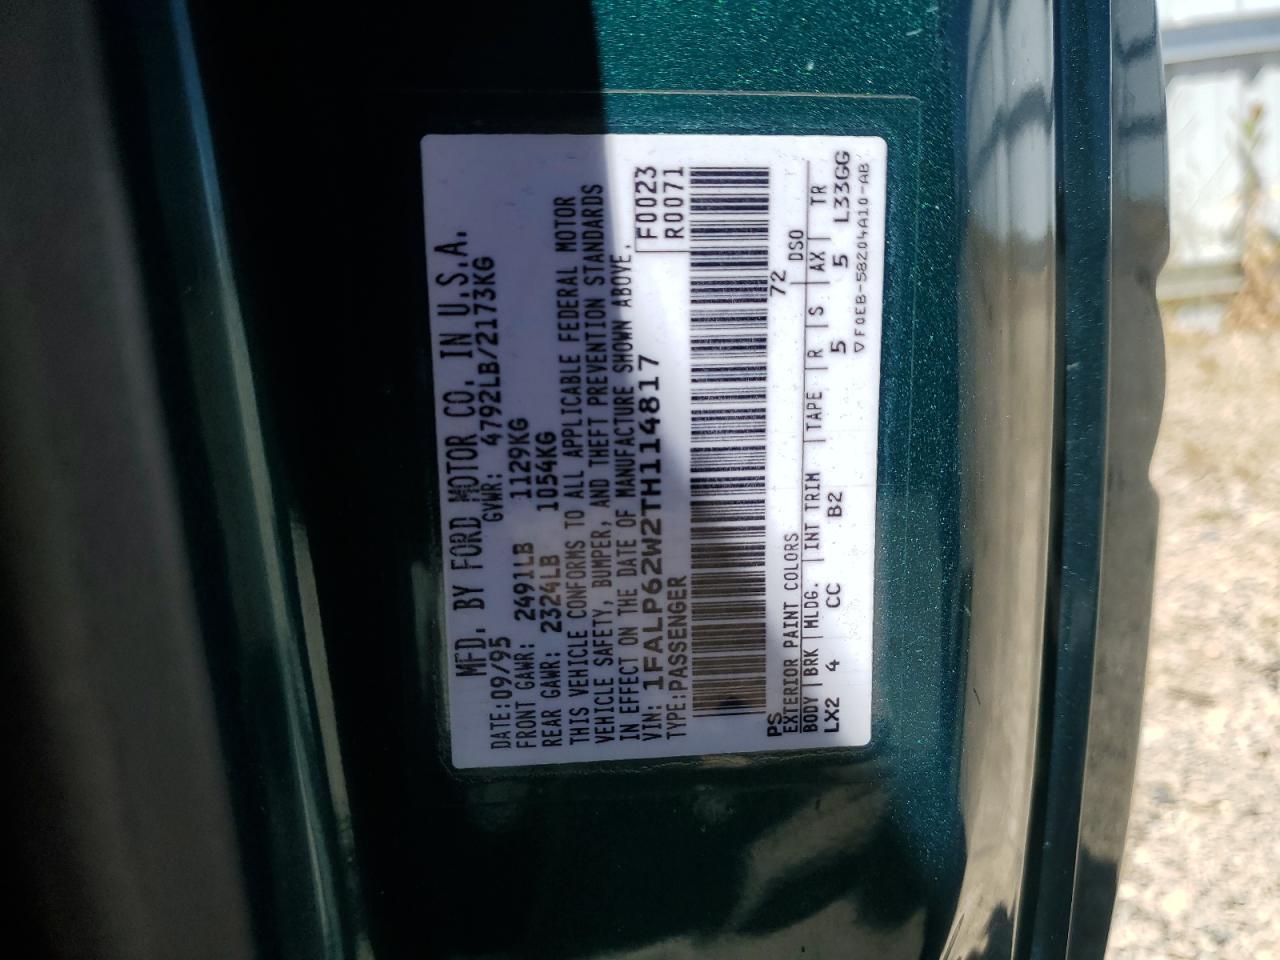 MFD. BY FORD MOTOR CO. IN U.S.A.
DATE: 09/95 GVWR: 4792LB/2173KG
FRONT GAWR: 2491LB 1129KG
REAR GAWR: 2324LB 1054KG
THIS VEHICLE CONFORMS TO ALL APPLICABLE FEDERAL MOTOR
VEHICLE SAFETY, BUMPER, AND THEFT PREVENTION STANDARDS
IN EFFECT ON THE DATE OF MANUFACTURE SHOWN ABOVE.
VIN: 1FALP62W2TH114817 F0023
TYPE: PASSENGER R0071
PS 72
EXTERIOR PAINT COLORS DSO
BODY BRK MLDG. INT TRIM TAPE R S AX TR
LX2 4 CC B2 5 5 L33GG
▽F0EB-58204A10-AB